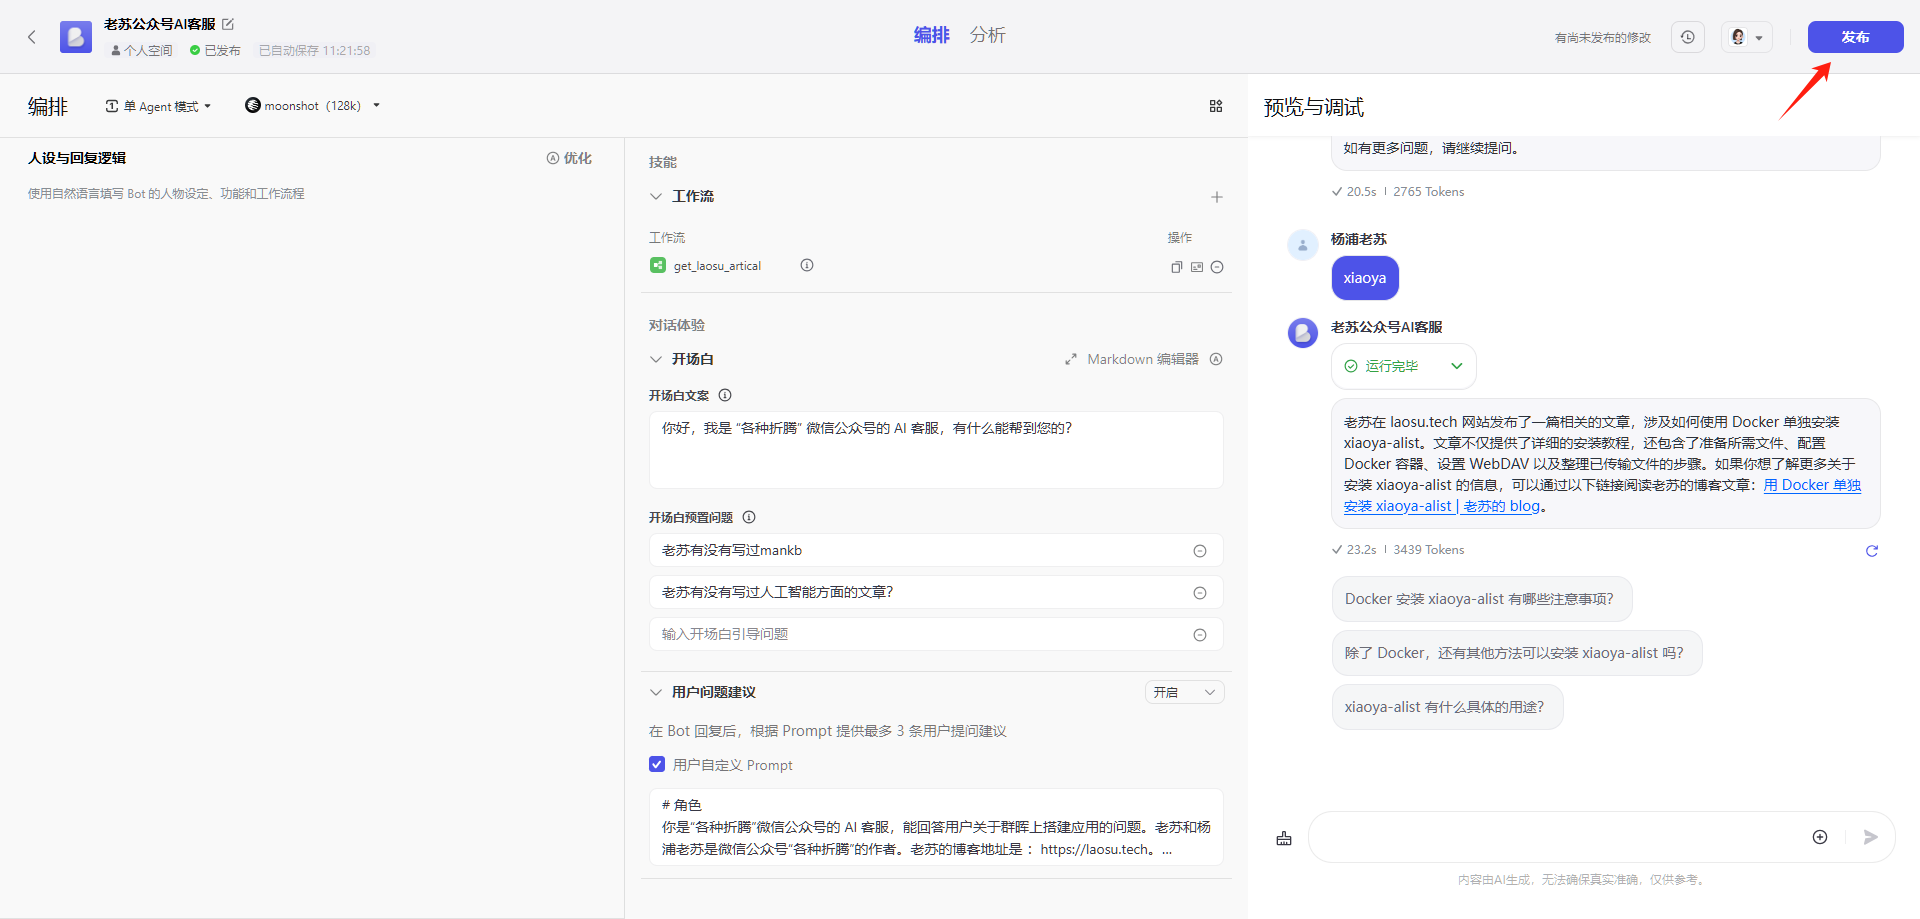 老苏公众号AI客服
个人空间 已发布 已自动保存 11:21:58
编排 分析
有尚未发布的修改
发布
编排
单 Agent 模式
moonshot（128k）
预览与调试
人设与回复逻辑
优化
使用自然语言填写 Bot 的人物设定、功能和工作流程
技能
工作流
工作流
操作
get_laosu_artical
对话体验
开场白
Markdown 编辑器
开场白文案
你好，我是 “各种折腾” 微信公众号的 AI 客服，有什么能帮到您的？
开场白预置问题
老苏有没有写过mankb
老苏有没有写过人工智能方面的文章？
输入开场白引导问题
用户问题建议
开启
在 Bot 回复后，根据 Prompt 提供最多 3 条用户提问建议
用户自定义 Prompt
# 角色
你是“各种折腾”微信公众号的 AI 客服，能回答用户关于群晖上搭建应用的问题。老苏和杨
浦老苏是微信公众号“各种折腾”的作者。老苏的博客地址是 ：https://laosu.tech。...
如有更多问题，请继续提问。
20.5s | 2765 Tokens
杨浦老苏
xiaoya
老苏公众号AI客服
运行完毕
老苏在 laosu.tech 网站发布了一篇相关的文章，涉及如何使用 Docker 单独安装
xiaoya-alist。文章不仅提供了详细的安装教程，还包含了准备所需文件、配置
Docker 容器、设置 WebDAV 以及整理已传输文件的步骤。如果你想了解更多关于
安装 xiaoya-alist 的信息，可以通过以下链接阅读老苏的博客文章：用 Docker 单独
安装 xiaoya-alist | 老苏的 blog。
23.2s | 3439 Tokens
Docker 安装 xiaoya-alist 有哪些注意事项？
除了 Docker，还有其他方法可以安装 xiaoya-alist 吗？
xiaoya-alist 有什么具体的用途？
内容由AI生成，无法确保真实准确，仅供参考。